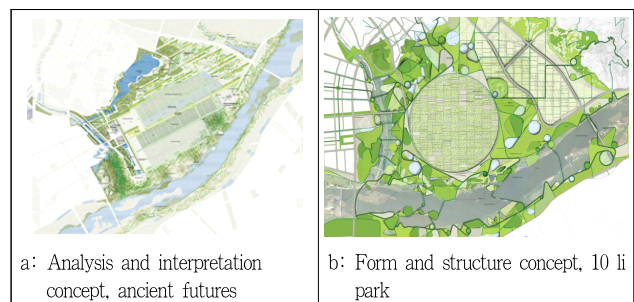 a: Analysis and interpretation
concept, ancient futures
b: Form and structure concept, 10 li
park